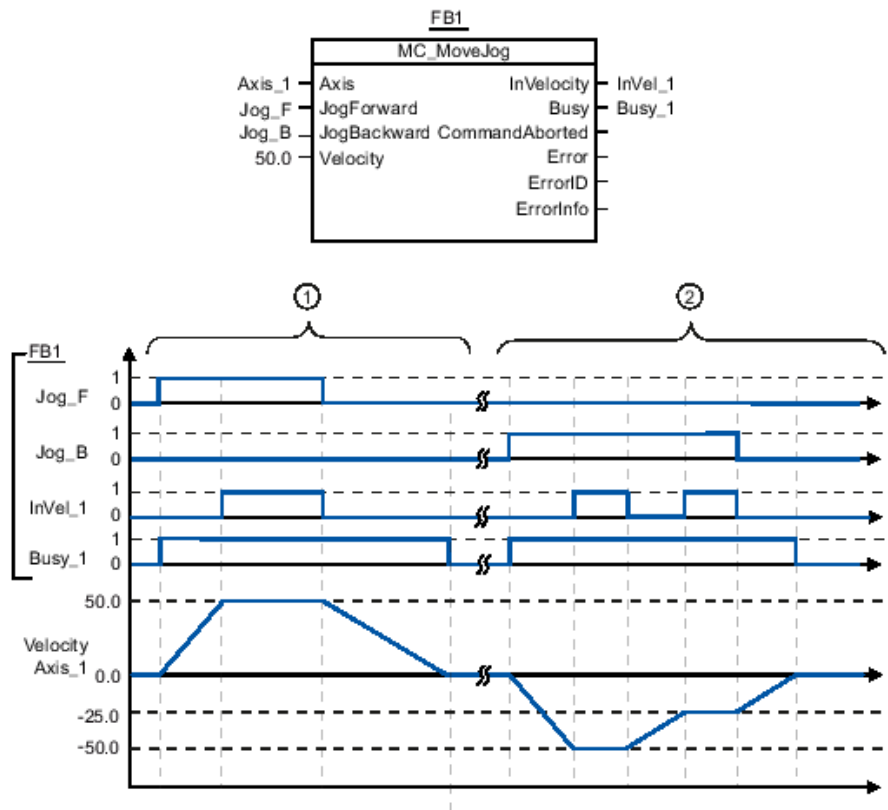 FB1
MC_MoveJog
Axis_1 Axis InVelocity InVel_1
Jog_F JogForward Busy Busy_1
Jog_B JogBackward CommandAborted
50.0 Velocity Error
ErrorID
ErrorInfo
1 2
FB1
1
Jog_F 0
1
Jog_B 0
1
InVel_1 0
1
Busy_1 0
50.0
Velocity
Axis_1 0.0
-25.0
-50.0